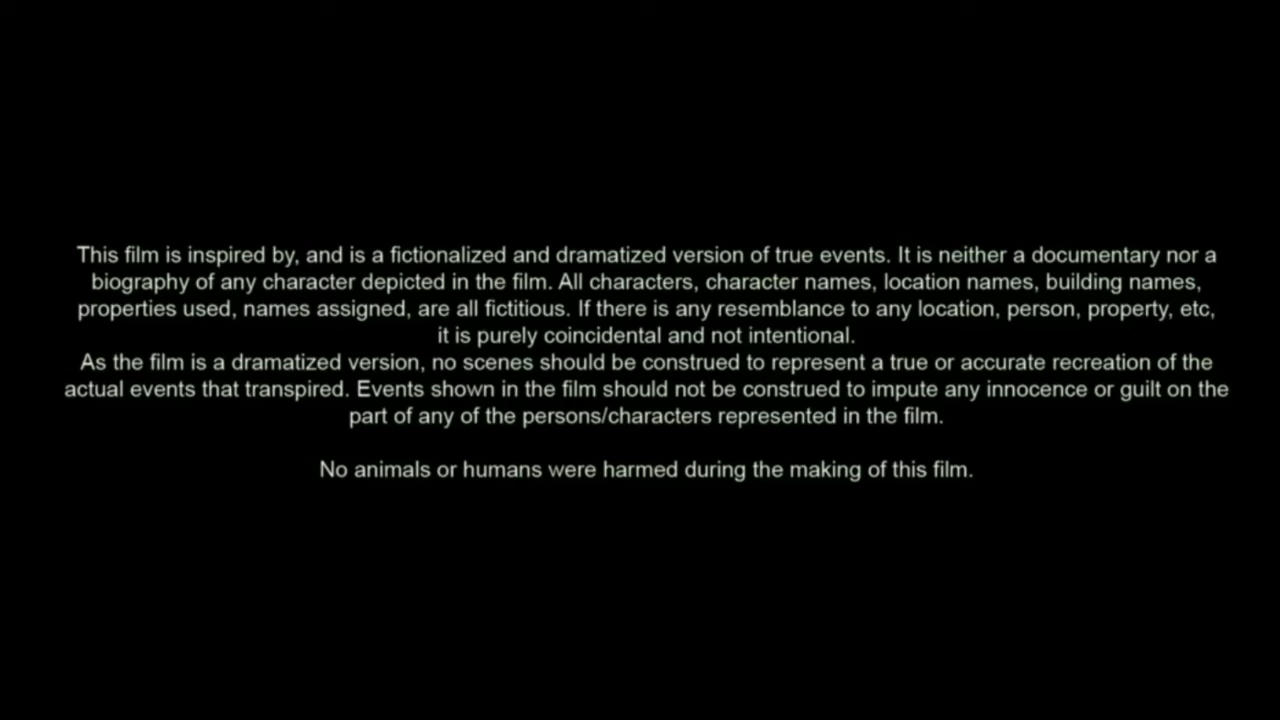 This film is inspired by, and is a fictionalized and dramatized version of true events. It is neither a documentary nor a
biography of any character depicted in the film. All characters, character names, location names, building names,
properties used, names assigned, are all fictitious. If there is any resemblance to any location, person, property, etc,
it is purely coincidental and not intentional.
As the film is a dramatized version, no scenes should be construed to represent a true or accurate recreation of the
actual events that transpired. Events shown in the film should not be construed to impute any innocence or guilt on the
part of any of the persons/characters represented in the film.
No animals or humans were harmed during the making of this film.